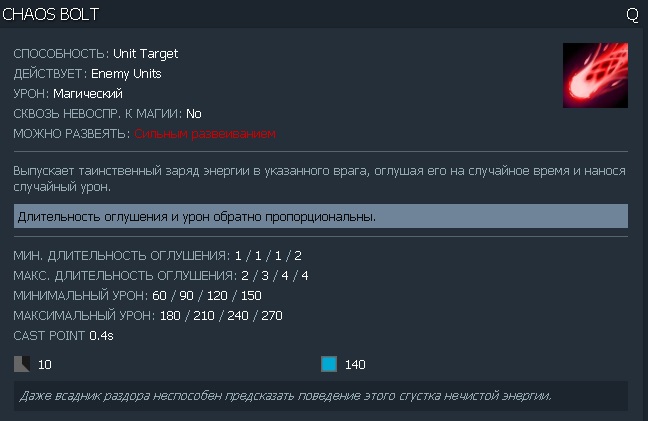 CHAOS BOLT Q
СПОСОБНОСТЬ: Unit Target
ДЕЙСТВУЕТ: Enemy Units
УРОН: Магический
СКВОЗЬ НЕВОСПР. К МАГИИ: No
МОЖНО РАЗВЕЯТЬ: Сильным развеиванием
Выпускает таинственный заряд энергии в указанного врага, оглушая его на случайное время и нанося
случайный урон.
Длительность оглушения и урон обратно пропорциональны.
МИН. ДЛИТЕЛЬНОСТЬ ОГЛУШЕНИЯ: 1 / 1 / 1 / 2
МАКС. ДЛИТЕЛЬНОСТЬ ОГЛУШЕНИЯ: 2 / 3 / 4 / 4
МИНИМАЛЬНЫЙ УРОН: 60 / 90 / 120 / 150
МАКСИМАЛЬНЫЙ УРОН: 180 / 210 / 240 / 270
CAST POINT 0.4s
10 140
Даже всадник раздора неспособен предсказать поведение этого сгустка нечистой энергии.